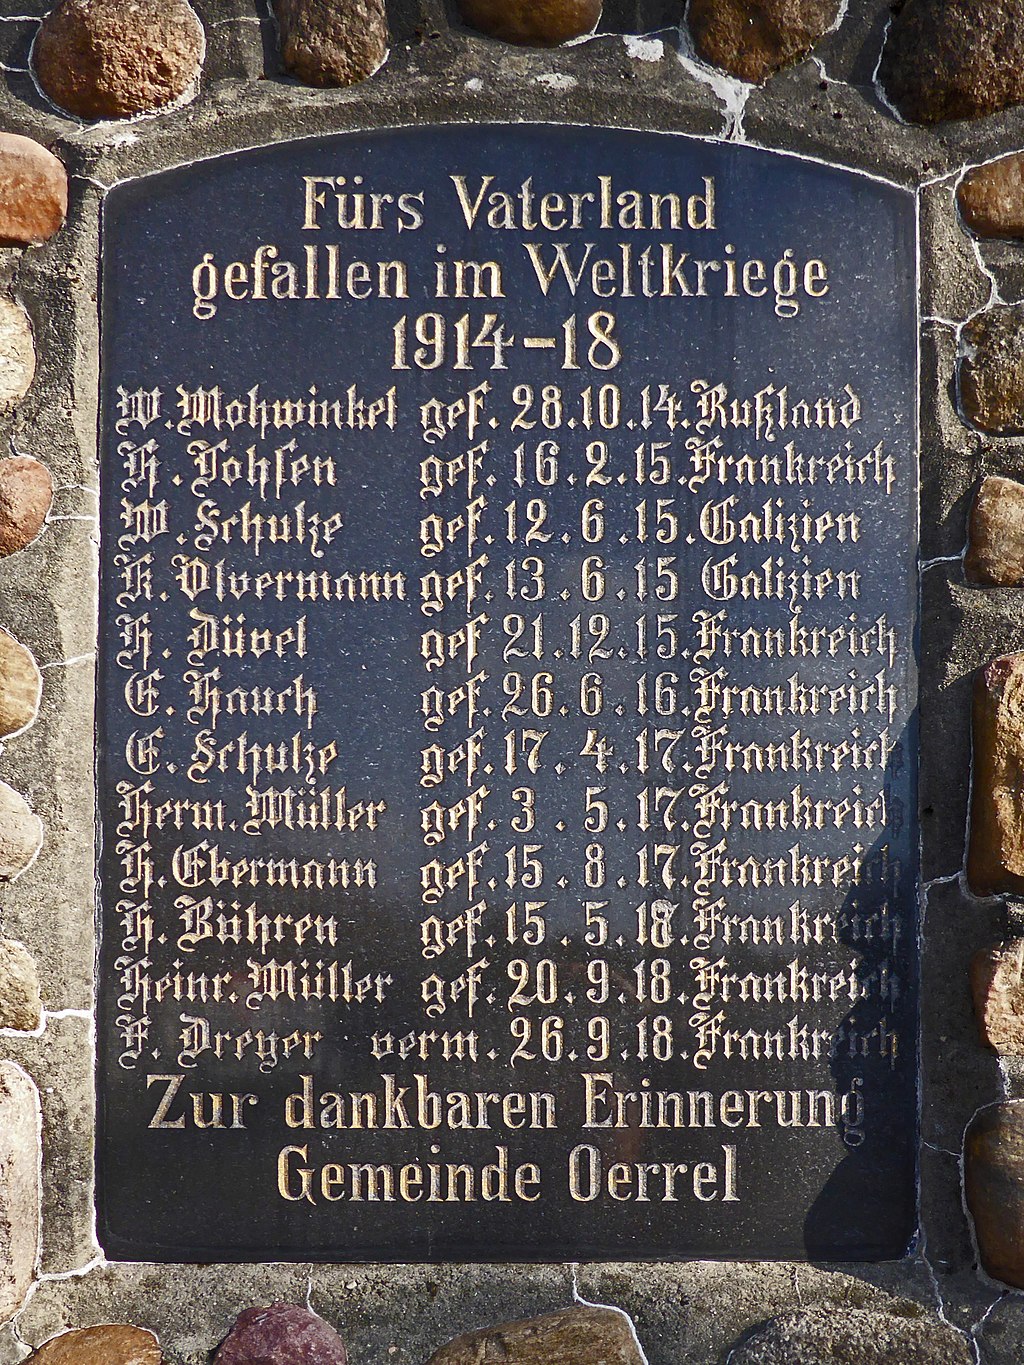 Fürs Vaterland
gefallen im Weltkriege
1914-18
W. Mohwinkel gef. 28.10.14. Rußland
H. Johsen gef. 16.2.15. Frankreich
W. Schulze gef. 12.6.15. Galizien
K. Olvermann gef. 13.6.15 Galizien
H. Düvel gef 21.12.15. Frankreich
E. Hauch gef. 26.6.16. Frankreich
E. Schulze gef. 17.4.17. Frankreich
Herm. Müller gef. 3.5.17. Frankreich
H. Ebermann gef. 15.8.17. Frankreich
H. Bühren gef. 15.5.18. Frankreich
Heinr. Müller gef. 20.9.18. Frankreich
F. Dreyer verm. 26.9.18. Frankreich
Zur dankbaren Erinnerung
Gemeinde Oerrel